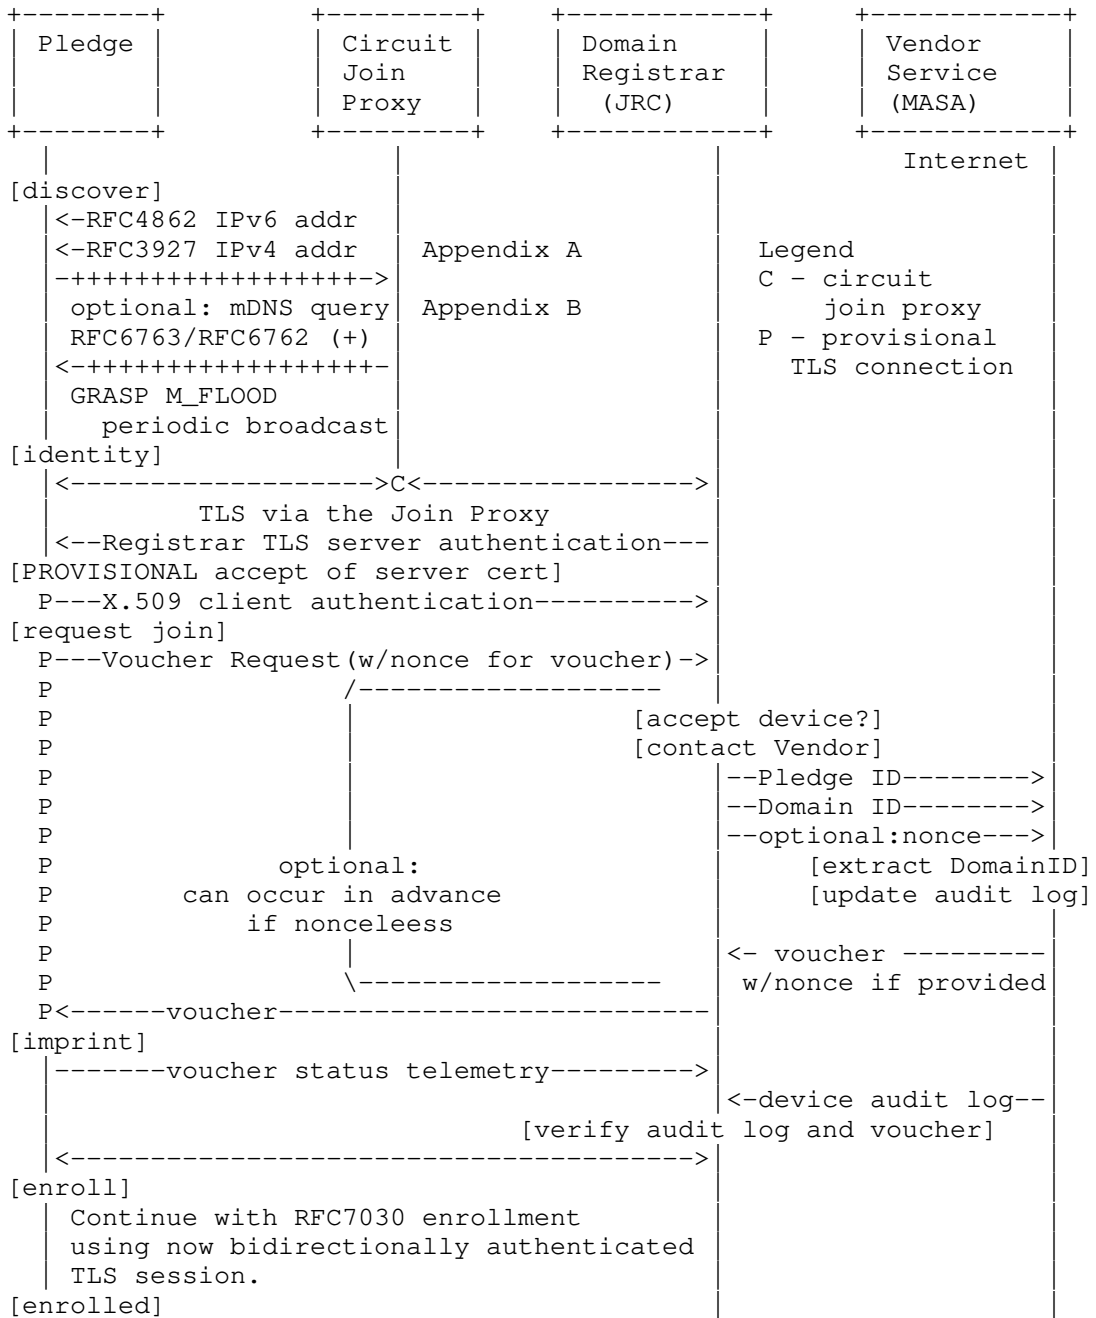 Pledge Circuit Domain Vendor
Join Registrar Service
Proxy (JRC) (MASA)
Internet
[discover]
<-RFC4862 IPv6 addr
<-RFC3927 IPv4 addr Appendix A Legend
-++++++++++++++++++-> C - circuit
optional: mDNS query Appendix B join proxy
RFC6763/RFC6762 (+) P - provisional
<-++++++++++++++++++- TLS connection
GRASP M_FLOOD
periodic broadcast
[identity]
<------------------->C<----------------->
TLS via the Join Proxy
<--Registrar TLS server authentication---
[PROVISIONAL accept of server cert]
P---X.509 client authentication---------->
[request join]
P---Voucher Request(w/nonce for voucher)->
P /-------------------
P [accept device?]
P [contact Vendor]
P --Pledge ID-------->
P --Domain ID-------->
P --optional:nonce--->
P optional: [extract DomainID]
P can occur in advance [update audit log]
P if nonceleess
P <- voucher ---------
P \------------------- w/nonce if provided
P<------voucher---------------------------
[imprint]
-------voucher status telemetry---------->
<-device audit log--
[verify audit log and voucher]
<--------------------------------------->
[enroll]
Continue with RFC7030 enrollment
using now bidirectionally authenticated
TLS session.
[enrolled]